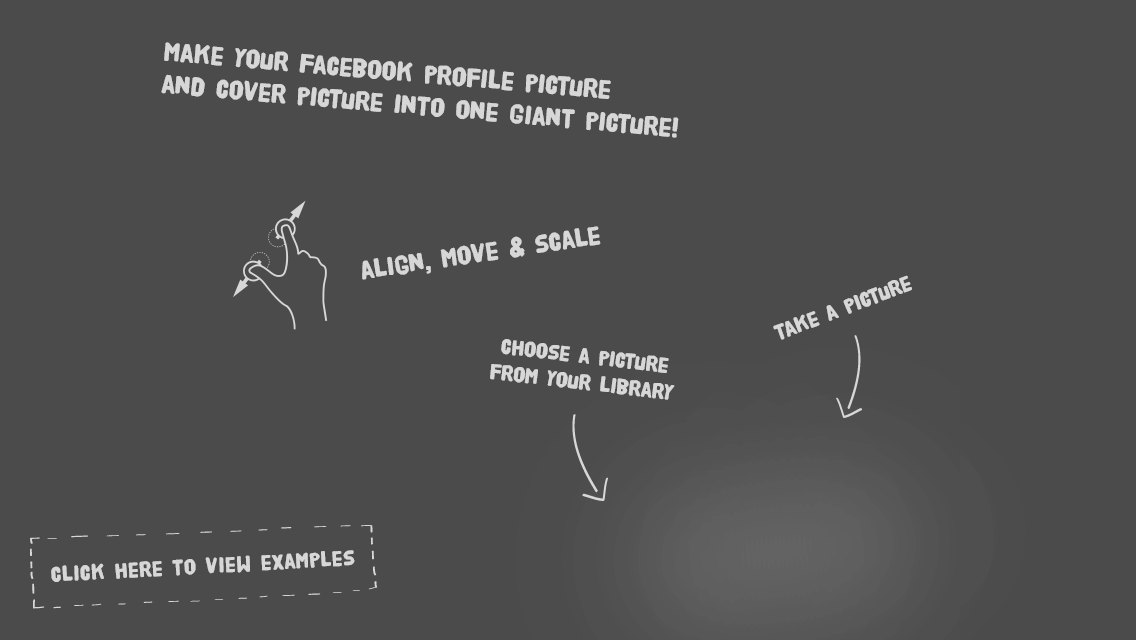 MAKE YOUR FACEBOOK PROFILE PICTURE
AND COVER PICTURE INTO ONE GIANT PICTURE!
ALIGN, MOVE & SCALE
TAKE A PICTURE
CHOOSE A PICTURE
FROM YOUR LIBRARY
CLICK HERE TO VIEW EXAMPLES